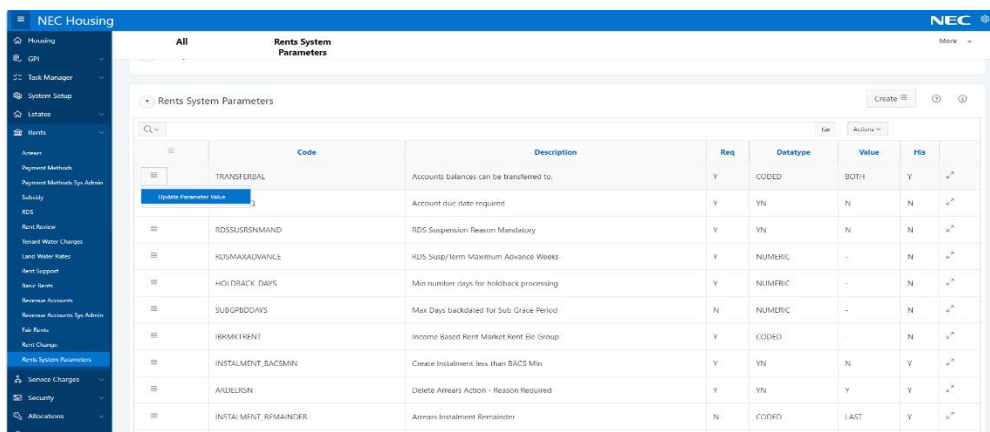 NEC Housing
NEC
Housing
GPI
Task Manager
System Setup
Estates
Rents
Arrears
Payment Methods
Payment Methods Sys Admin
Subsidy
RDS
Rent Review
Tenant Water Charges
Land Water Rates
Rent Support
Basic Rents
Revenue Accounts
Revenue Accounts Sys Admin
Fair Rents
Rent Change
Rents System Parameters
Service Charges
Security
Allocations
All
Rents System
Parameters
More
Rents System Parameters
Create
Go
Actions
Code Description Req Datatype Value His
TRANSFERBAL Accounts balances can be transferred to. Y CODED BOTH Y
Update Parameter Value
Account due date required Y YN N N
RDSSUSRSNMAND RDS Suspension Reason Mandatory Y YN N N
RDSMAXADVANCE RDS Susp/Term Maximum Advance Weeks Y NUMERIC - N
HOLDBACK_DAYS Min number days for holdback processing Y NUMERIC - N
SUBGPBDDAYS Max Days backdated for Sub Grace Period N NUMERIC - N
IBRMKTRENT Income Based Rent Market Rent Ele Group Y CODED - N
INSTALMENT_BACSMIN Create Instalment less than BACS Min Y YN N Y
ARDELRSN Delete Arrears Action - Reason Required Y YN Y Y
INSTALMENT_REMAINDER Arrears Instalment Remainder N CODED LAST Y